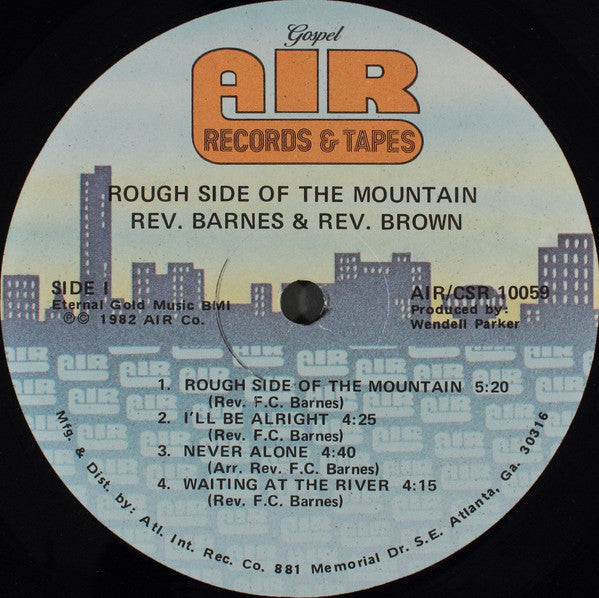 Gospel
AIR
RECORDS & TAPES
ROUGH SIDE OF THE MOUNTAIN
REV. BARNES & REV. BROWN
SIDE I
Eternal Gold Music BMI
℗© 1982 AIR Co.
AIR/CSR 10059
Produced by:
Wendell Parker
1. ROUGH SIDE OF THE MOUNTAIN 5:20
(Rev. F.C. Barnes)
2. I'LL BE ALRIGHT 4:25
(Rev. F.C. Barnes)
3. NEVER ALONE 4:40
(Arr. Rev. F.C. Barnes)
4. WAITING AT THE RIVER 4:15
(Rev. F.C. Barnes)
Mfg. & Dist. by: Atl. Int. Rec. Co. 881 Memorial Dr. S.E. Atlanta, Ga. 30316